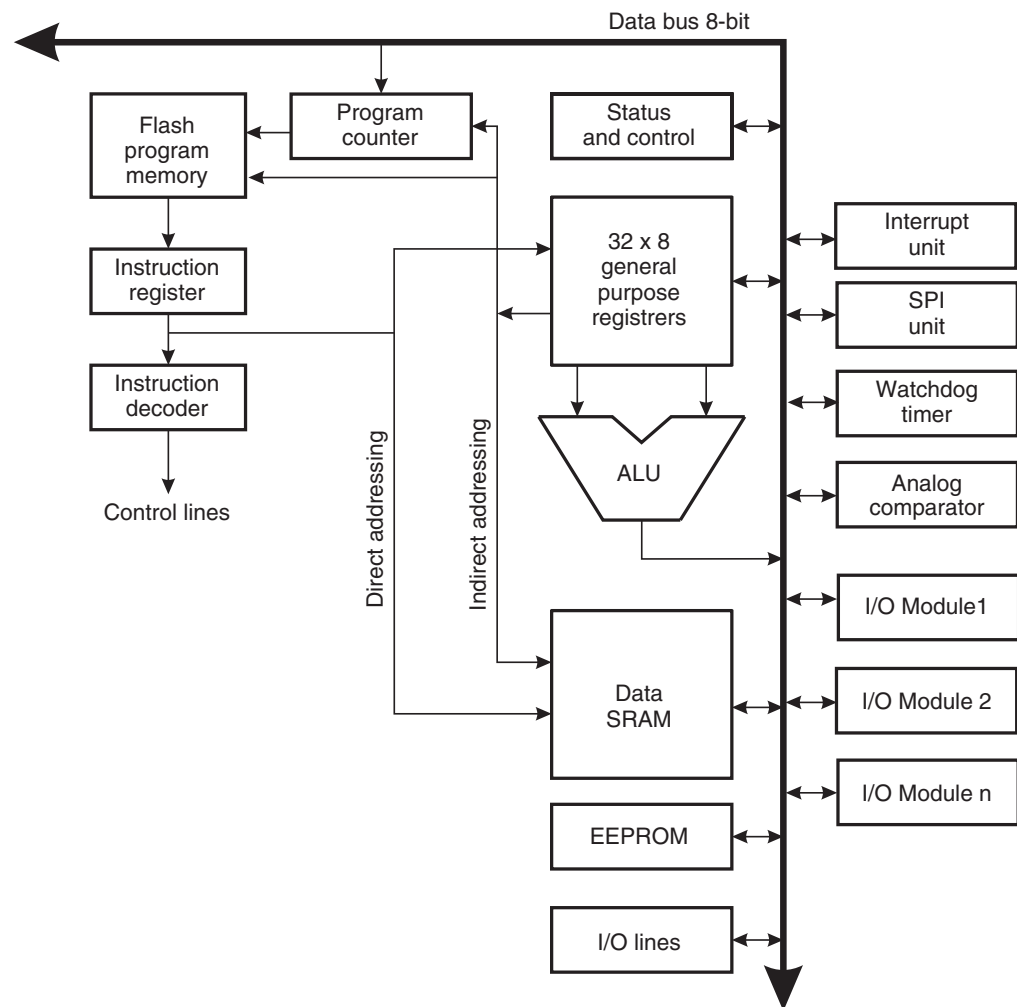 Data bus 8-bit
Program
counter
Flash
program
memory
Status
and control
Interrupt
unit
32 x 8
general
purpose
registrers
Instruction
register
SPI
unit
Instruction
decoder
Watchdog
timer
ALU
Analog
comparator
Control lines
Direct addressing
Indirect addressing
I/O Module1
Data
SRAM
I/O Module 2
I/O Module n
EEPROM
I/O lines